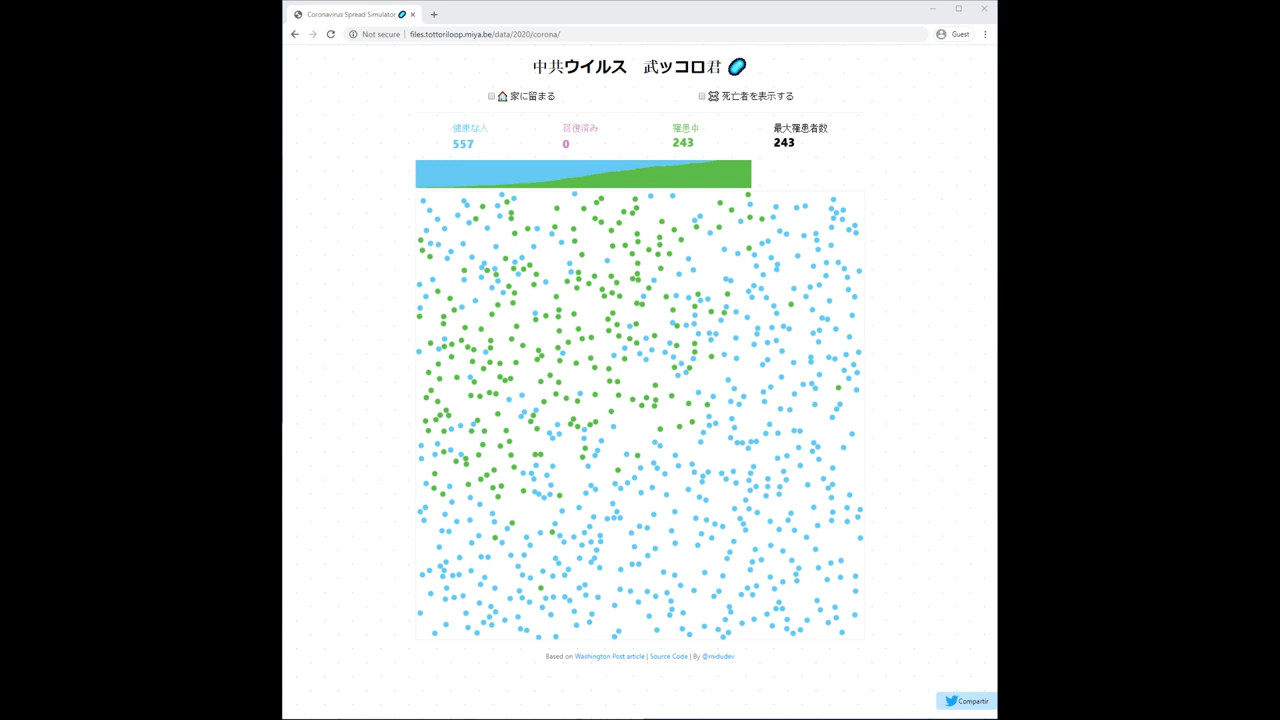 Coronavirus Spread Simulator
Not secure | files.tottoriloop.miya.be/data/2020/corona/
Guest
中共ウイルス 武ッコロ君
家に留まる
死亡者を表示する
健康な人 回復済み 罹患中 最大罹患者数
557 0 243 243
Based on Washington Post article | Source Code | By @midudev
Compartir